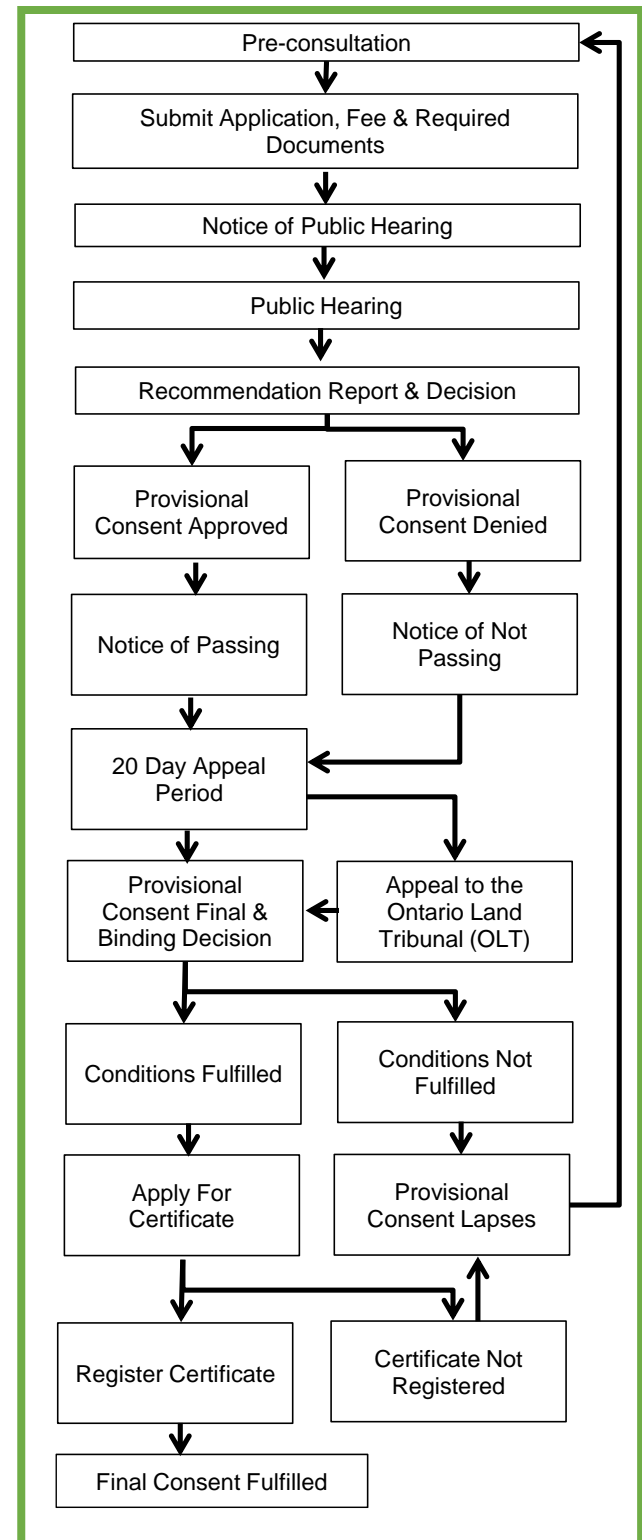 Pre-consultation
Submit Application, Fee & Required
Documents
Notice of Public Hearing
Public Hearing
Recommendation Report & Decision
Provisional
Consent Approved
Provisional
Consent Denied
Notice of Passing
Notice of Not
Passing
20 Day Appeal
Period
Provisional
Consent Final &
Binding Decision
Appeal to the
Ontario Land
Tribunal (OLT)
Conditions Fulfilled
Conditions Not
Fulfilled
Apply For
Certificate
Provisional
Consent Lapses
Register Certificate
Certificate Not
Registered
Final Consent Fulfilled